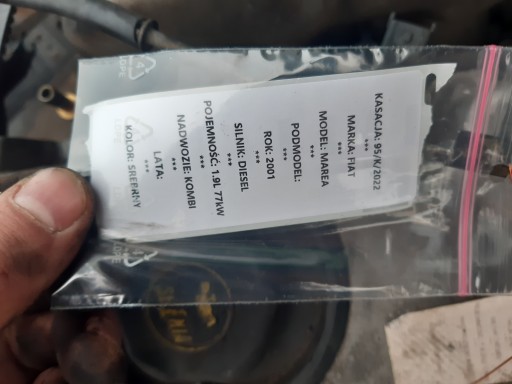 KASACJA: 95/K/2022
***
MARKA: FIAT
***
MODEL: MAREA
***
PODMODEL:
***
ROK: 2001
***
SILNIK: DIESEL
***
POJEMNOŚĆ: 1.9L 77kW
***
NADWOZIE: KOMBI
***
LATA:
***
KOLOR: SREBRNY